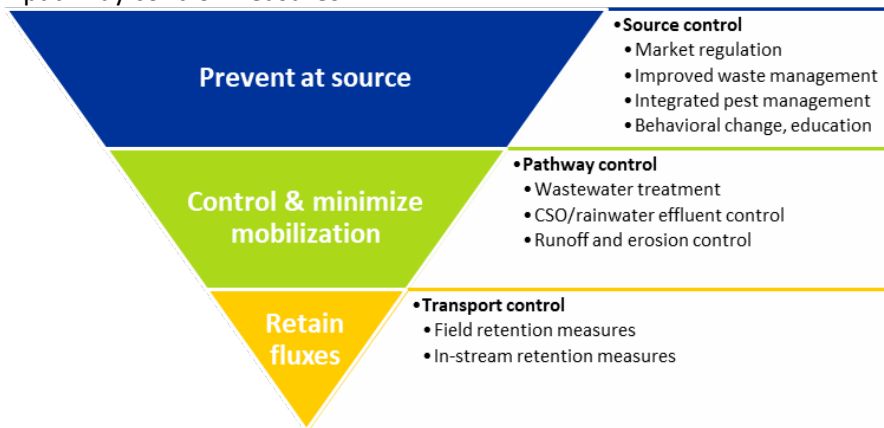 Prevent at source
•Source control
•Market regulation
•Improved waste management
•Integrated pest management
•Behavioral change, education
Control & minimize
mobilization
•Pathway control
•Wastewater treatment
•CSO/rainwater effluent control
•Runoff and erosion control
Retain
fluxes
•Transport control
•Field retention measures
•In-stream retention measures